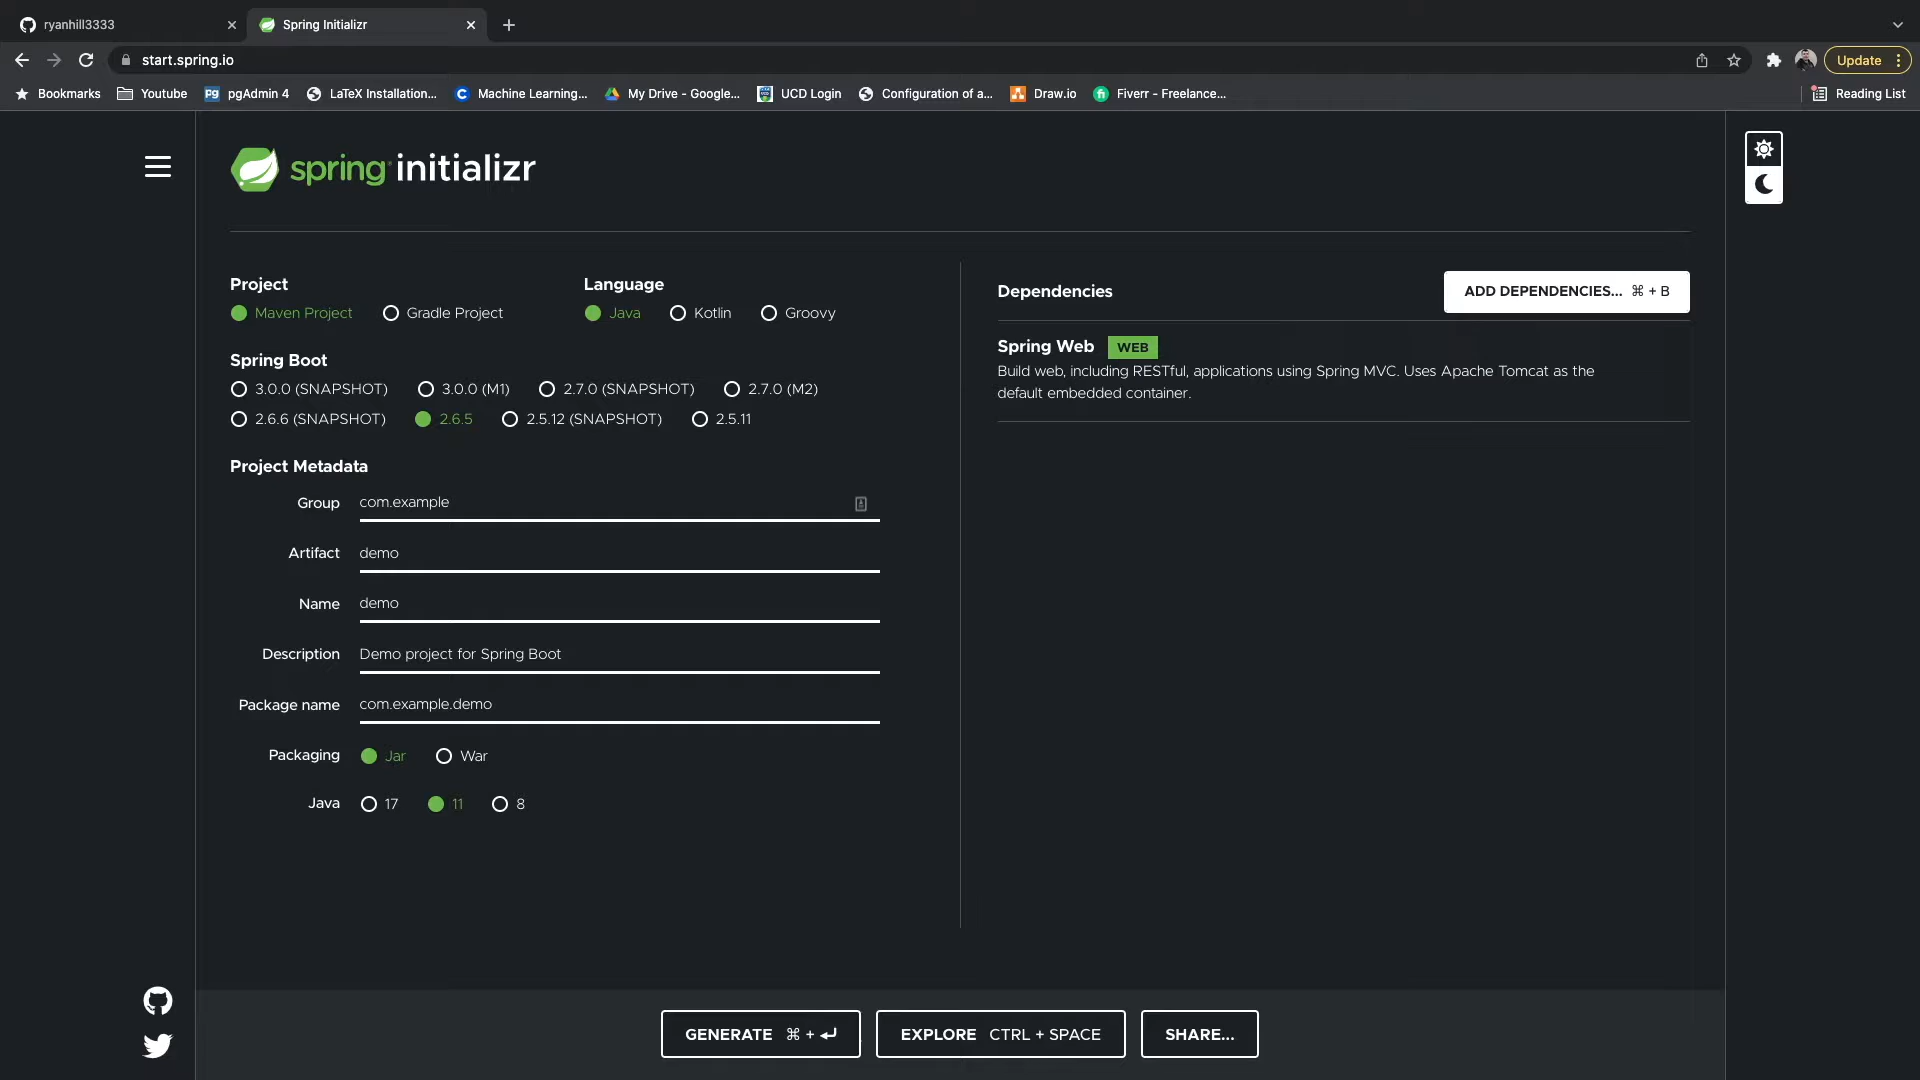 ryanhill3333
Spring Initializr
start.spring.io
Update
Bookmarks Youtube pgAdmin 4 LaTeX Installation... Machine Learning... My Drive - Google... UCD Login Configuration of a... Draw.io Fiverr - Freelance... Reading List
spring initializr
Project
Maven Project Gradle Project
Language
Java Kotlin Groovy
Spring Boot
3.0.0 (SNAPSHOT) 3.0.0 (M1) 2.7.0 (SNAPSHOT) 2.7.0 (M2)
2.6.6 (SNAPSHOT) 2.6.5 2.5.12 (SNAPSHOT) 2.5.11
Project Metadata
Group com.example
Artifact demo
Name demo
Description Demo project for Spring Boot
Package name com.example.demo
Packaging Jar War
Java 17 11 8
Dependencies
ADD DEPENDENCIES... ⌘ + B
Spring Web WEB
Build web, including RESTful, applications using Spring MVC. Uses Apache Tomcat as the
default embedded container.
GENERATE ⌘ + ⏎
EXPLORE CTRL + SPACE
SHARE...